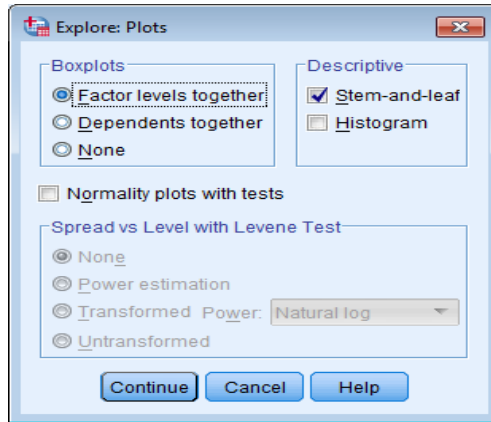 Explore: Plots
Boxplots
Factor levels together
Dependents together
None
Descriptive
Stem-and-leaf
Histogram
Normality plots with tests
Spread vs Level with Levene Test
None
Power estimation
Transformed Power: Natural log
Untransformed
Continue Cancel Help